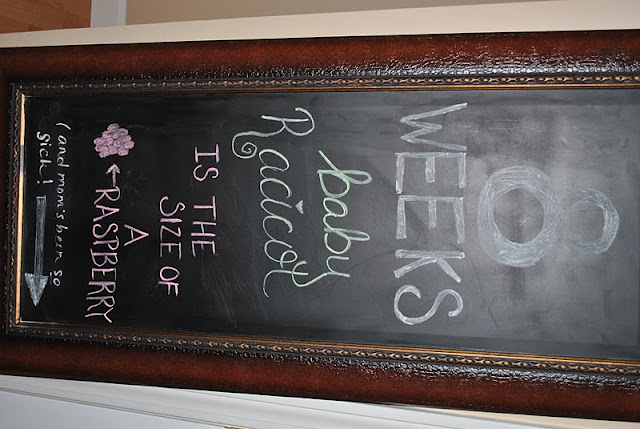 8
WEEKS
baby
Racicot
IS THE
SIZE OF
A
RASPBERRY
(and mom's been so
sick!